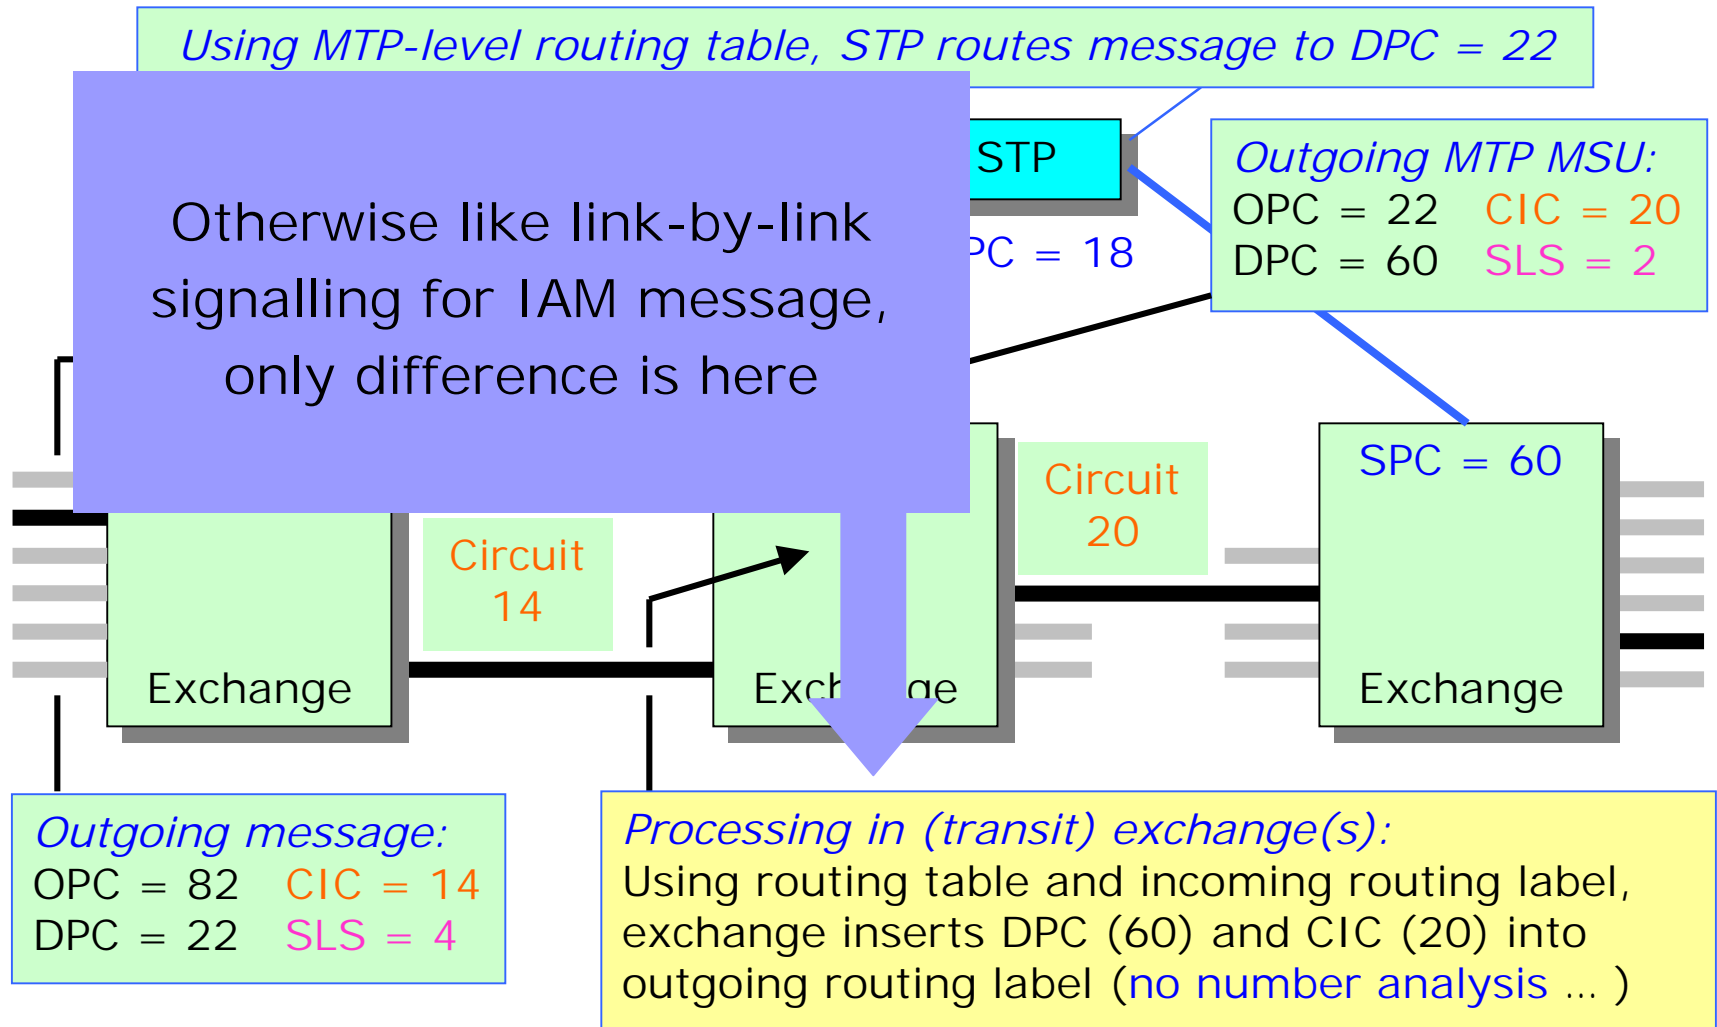 Using MTP-level routing table, STP routes message to DPC = 22
STP
PC = 18
Outgoing MTP MSU:
OPC = 22 CIC = 20
DPC = 60 SLS = 2
Otherwise like link-by-link
signalling for IAM message,
only difference is here
SPC = 60
Circuit
20
Circuit
14
Exchange
Exch ge
Exchange
Outgoing message:
OPC = 82 CIC = 14
DPC = 22 SLS = 4
Processing in (transit) exchange(s):
Using routing table and incoming routing label,
exchange inserts DPC (60) and CIC (20) into
outgoing routing label (no number analysis … )